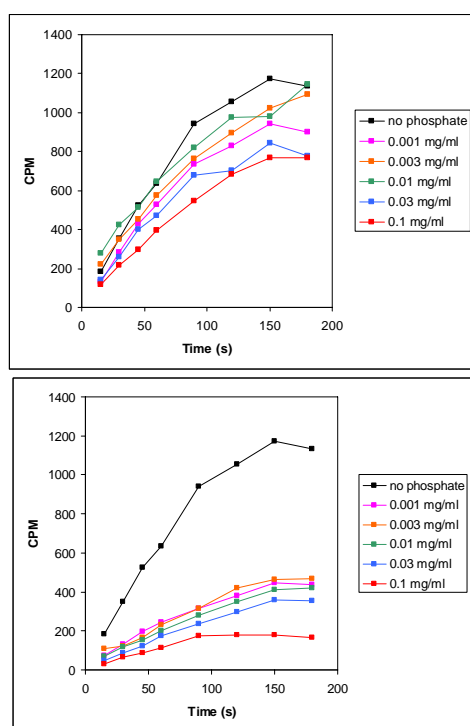 1400
1200
1000
800
600
400
200
0
CPM
0 50 100 150 200
Time (s)
no phosphate
0.001 mg/ml
0.003 mg/ml
0.01 mg/ml
0.03 mg/ml
0.1 mg/ml
1400
1200
1000
800
600
400
200
0
CPM
0 50 100 150 200
Time (s)
no phosphate
0.001 mg/ml
0.003 mg/ml
0.01 mg/ml
0.03 mg/ml
0.1 mg/ml